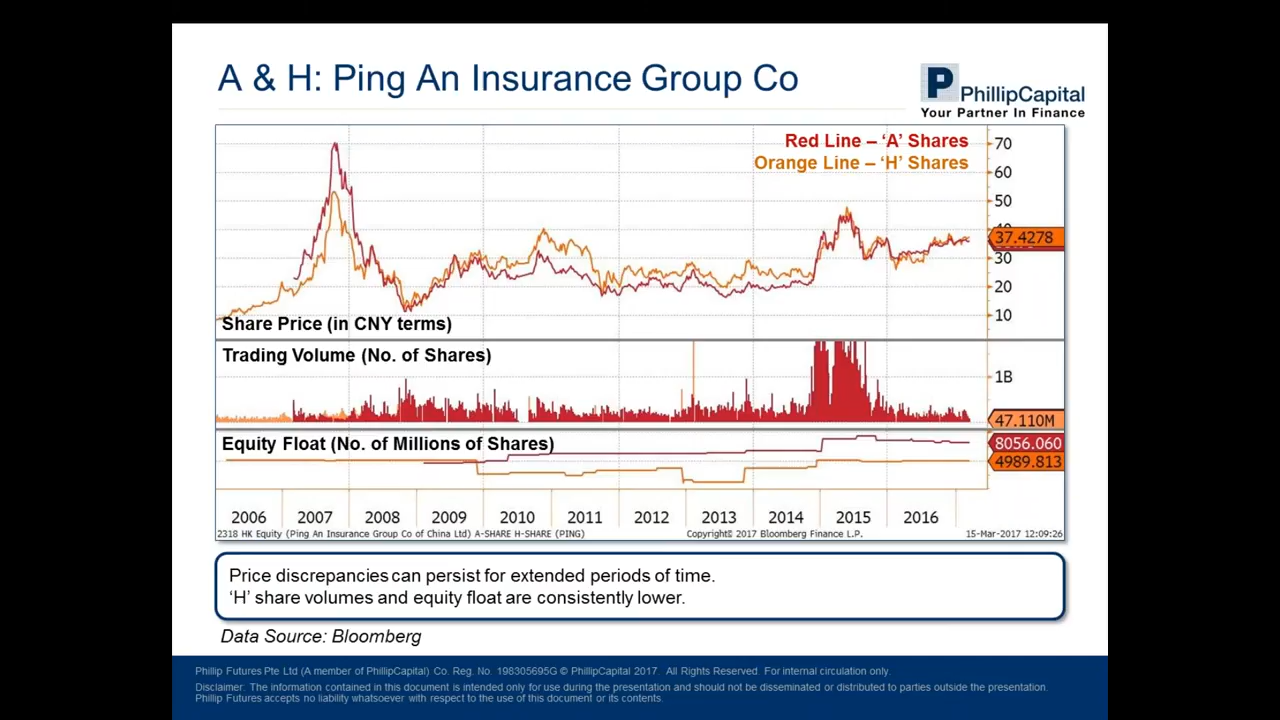 A & H: Ping An Insurance Group Co
P
PhillipCapital
Your Partner In Finance
Red Line – ‘A’ Shares
Orange Line – ‘H’ Shares
70
60
50
40
37.4278
30
20
10
Share Price (in CNY terms)
Trading Volume (No. of Shares)
1B
47.110M
Equity Float (No. of Millions of Shares)
8056.060
4989.813
2006 2007 2008 2009 2010 2011 2012 2013 2014 2015 2016
2318 HK Equity (Ping An Insurance Group Co of China Ltd) A-SHARE H-SHARE (PING) Copyright© 2017 Bloomberg Finance L.P. 15-Mar-2017 12:09:26
Price discrepancies can persist for extended periods of time.
‘H’ share volumes and equity float are consistently lower.
Data Source: Bloomberg
Phillip Futures Pte Ltd (A member of PhillipCapital) Co. Reg. No. 198305695G © PhillipCapital 2017. All Rights Reserved. For internal circulation only.
Disclaimer: The information contained in this document is intended only for use during the presentation and should not be disseminated or distributed to parties outside the presentation.
Phillip Futures accepts no liability whatsoever with respect to the use of this document or its contents.